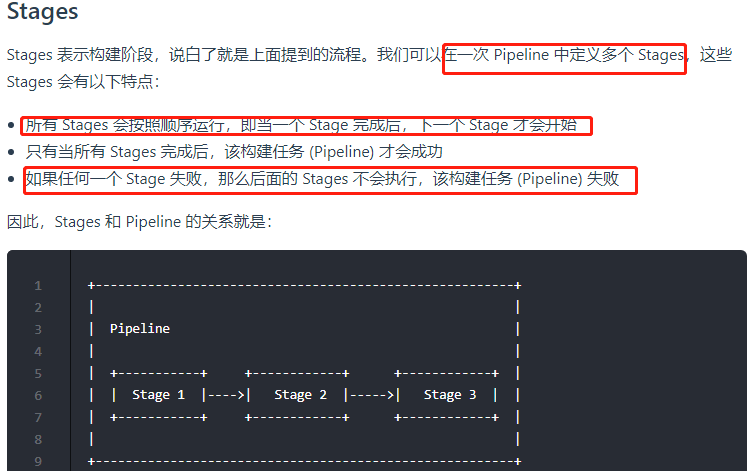 Stages
Stages 表示构建阶段，说白了就是上面提到的流程。我们可以在一次 Pipeline 中定义多个 Stages，这些
Stages 会有以下特点：
• 所有 Stages 会按照顺序运行，即当一个 Stage 完成后，下一个 Stage 才会开始
• 只有当所有 Stages 完成后，该构建任务 (Pipeline) 才会成功
• 如果任何一个 Stage 失败，那么后面的 Stages 不会执行，该构建任务 (Pipeline) 失败
因此，Stages 和 Pipeline 的关系就是：
1 +--------------------------------------------------------+
2 |                                                        |
3 |  Pipeline                                              |
4 |                                                        |
5 |  +-----------+     +------------+      +------------+  |
6 |  |  Stage 1  |---->|   Stage 2  |----->|   Stage 3  |  |
7 |  +-----------+     +------------+      +------------+  |
8 |                                                        |
9 +--------------------------------------------------------+